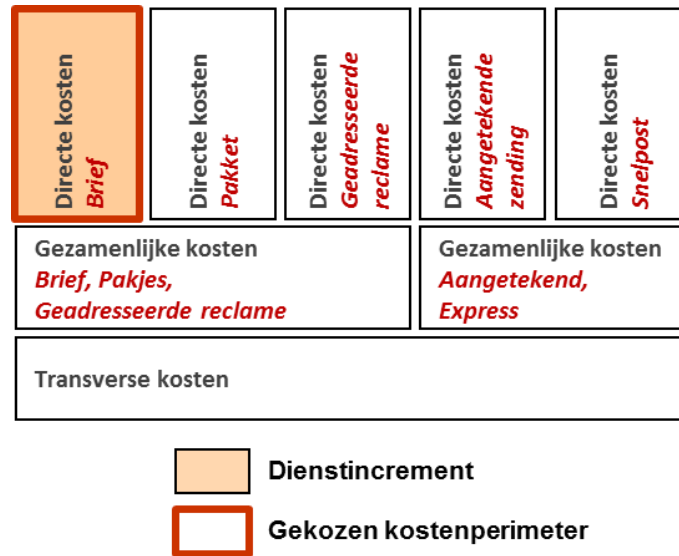 Directe kosten
Brief
Directe kosten
Pakket
Directe kosten
Geadresseerde
reclame
Directe kosten
Aangetekende
zending
Directe kosten
Snelpost
Gezamenlijke kosten
Brief, Pakjes,
Geadresseerde reclame
Gezamenlijke kosten
Aangetekend,
Express
Transverse kosten
Dienstincrement
Gekozen kostenperimeter